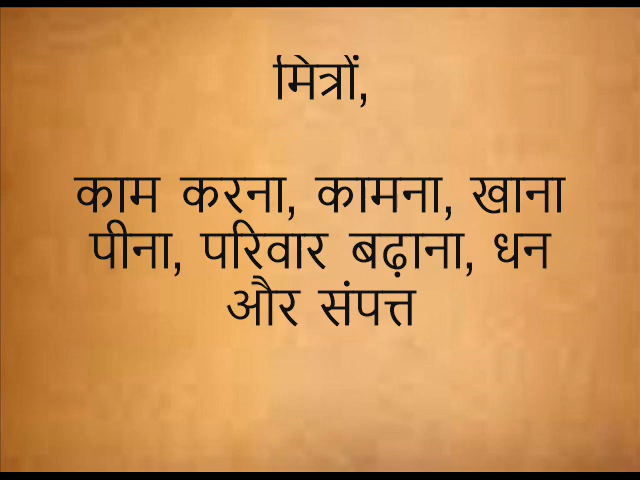 मित्रों,
काम करना, कामना, खाना
पीना, परिवार बढ़ाना, धन
और संपत्त